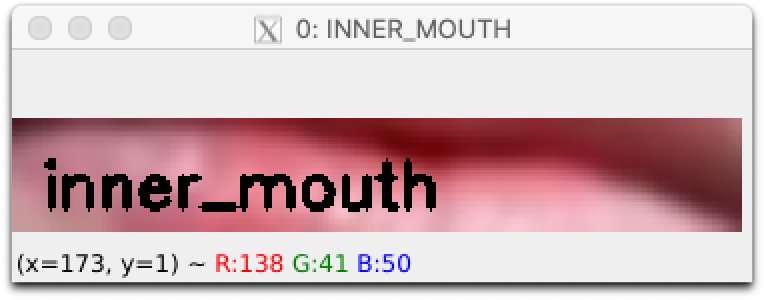 0: INNER_MOUTH
inner_mouth
(x=173, y=1) ~ R:138 G:41 B:50